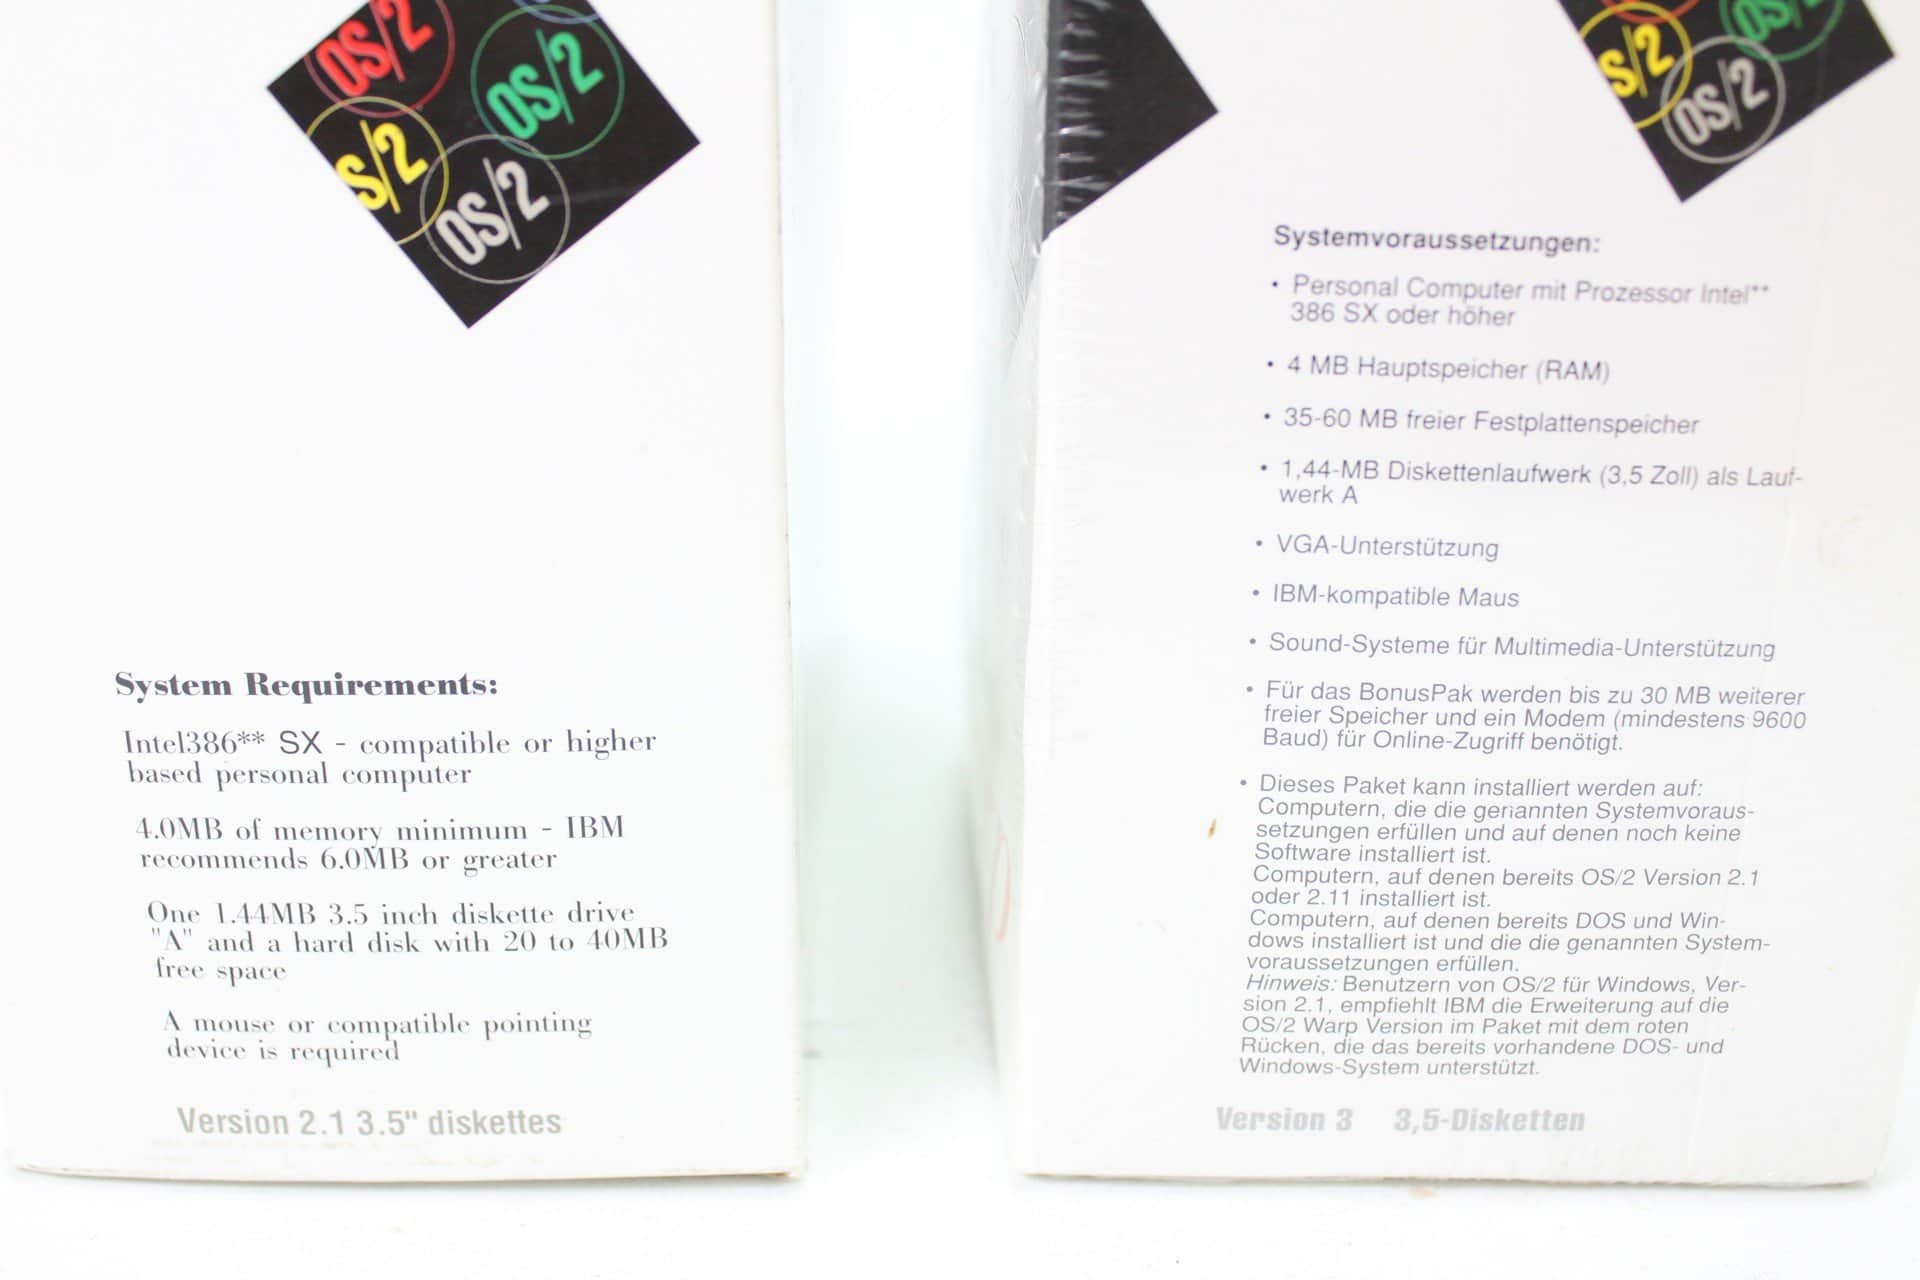 OS/2
OS/2
S/2
OS/2
System Requirements:
Intel386** SX - compatible or higher
based personal computer
4.0MB of memory minimum - IBM
recommends 6.0MB or greater
One 1.44MB 3.5 inch diskette drive
"A" and a hard disk with 20 to 40MB
free space
A mouse or compatible pointing
device is required
Version 2.1 3.5" diskettes
OS/2
S/2
OS/2
Systemvoraussetzungen:
• Personal Computer mit Prozessor Intel**
386 SX oder höher
• 4 MB Hauptspeicher (RAM)
• 35-60 MB freier Festplattenspeicher
• 1,44-MB Diskettenlaufwerk (3,5 Zoll) als Lauf-
werk A
• VGA-Unterstützung
• IBM-kompatible Maus
• Sound-Systeme für Multimedia-Unterstützung
• Für das BonusPak werden bis zu 30 MB weiterer
freier Speicher und ein Modem (mindestens 9600
Baud) für Online-Zugriff benötigt.
• Dieses Paket kann installiert werden auf:
Computern, die die genannten Systemvoraus-
setzungen erfüllen und auf denen noch keine
Software installiert ist.
Computern, auf denen bereits OS/2 Version 2.1
oder 2.11 installiert ist.
Computern, auf denen bereits DOS und Win-
dows installiert ist und die die genannten System-
voraussetzungen erfüllen.
Hinweis: Benutzern von OS/2 für Windows, Ver-
sion 2.1, empfiehlt IBM die Erweiterung auf die
OS/2 Warp Version im Paket mit dem roten
Rücken, die das bereits vorhandene DOS- und
Windows-System unterstützt.
Version 3 3,5-Disketten